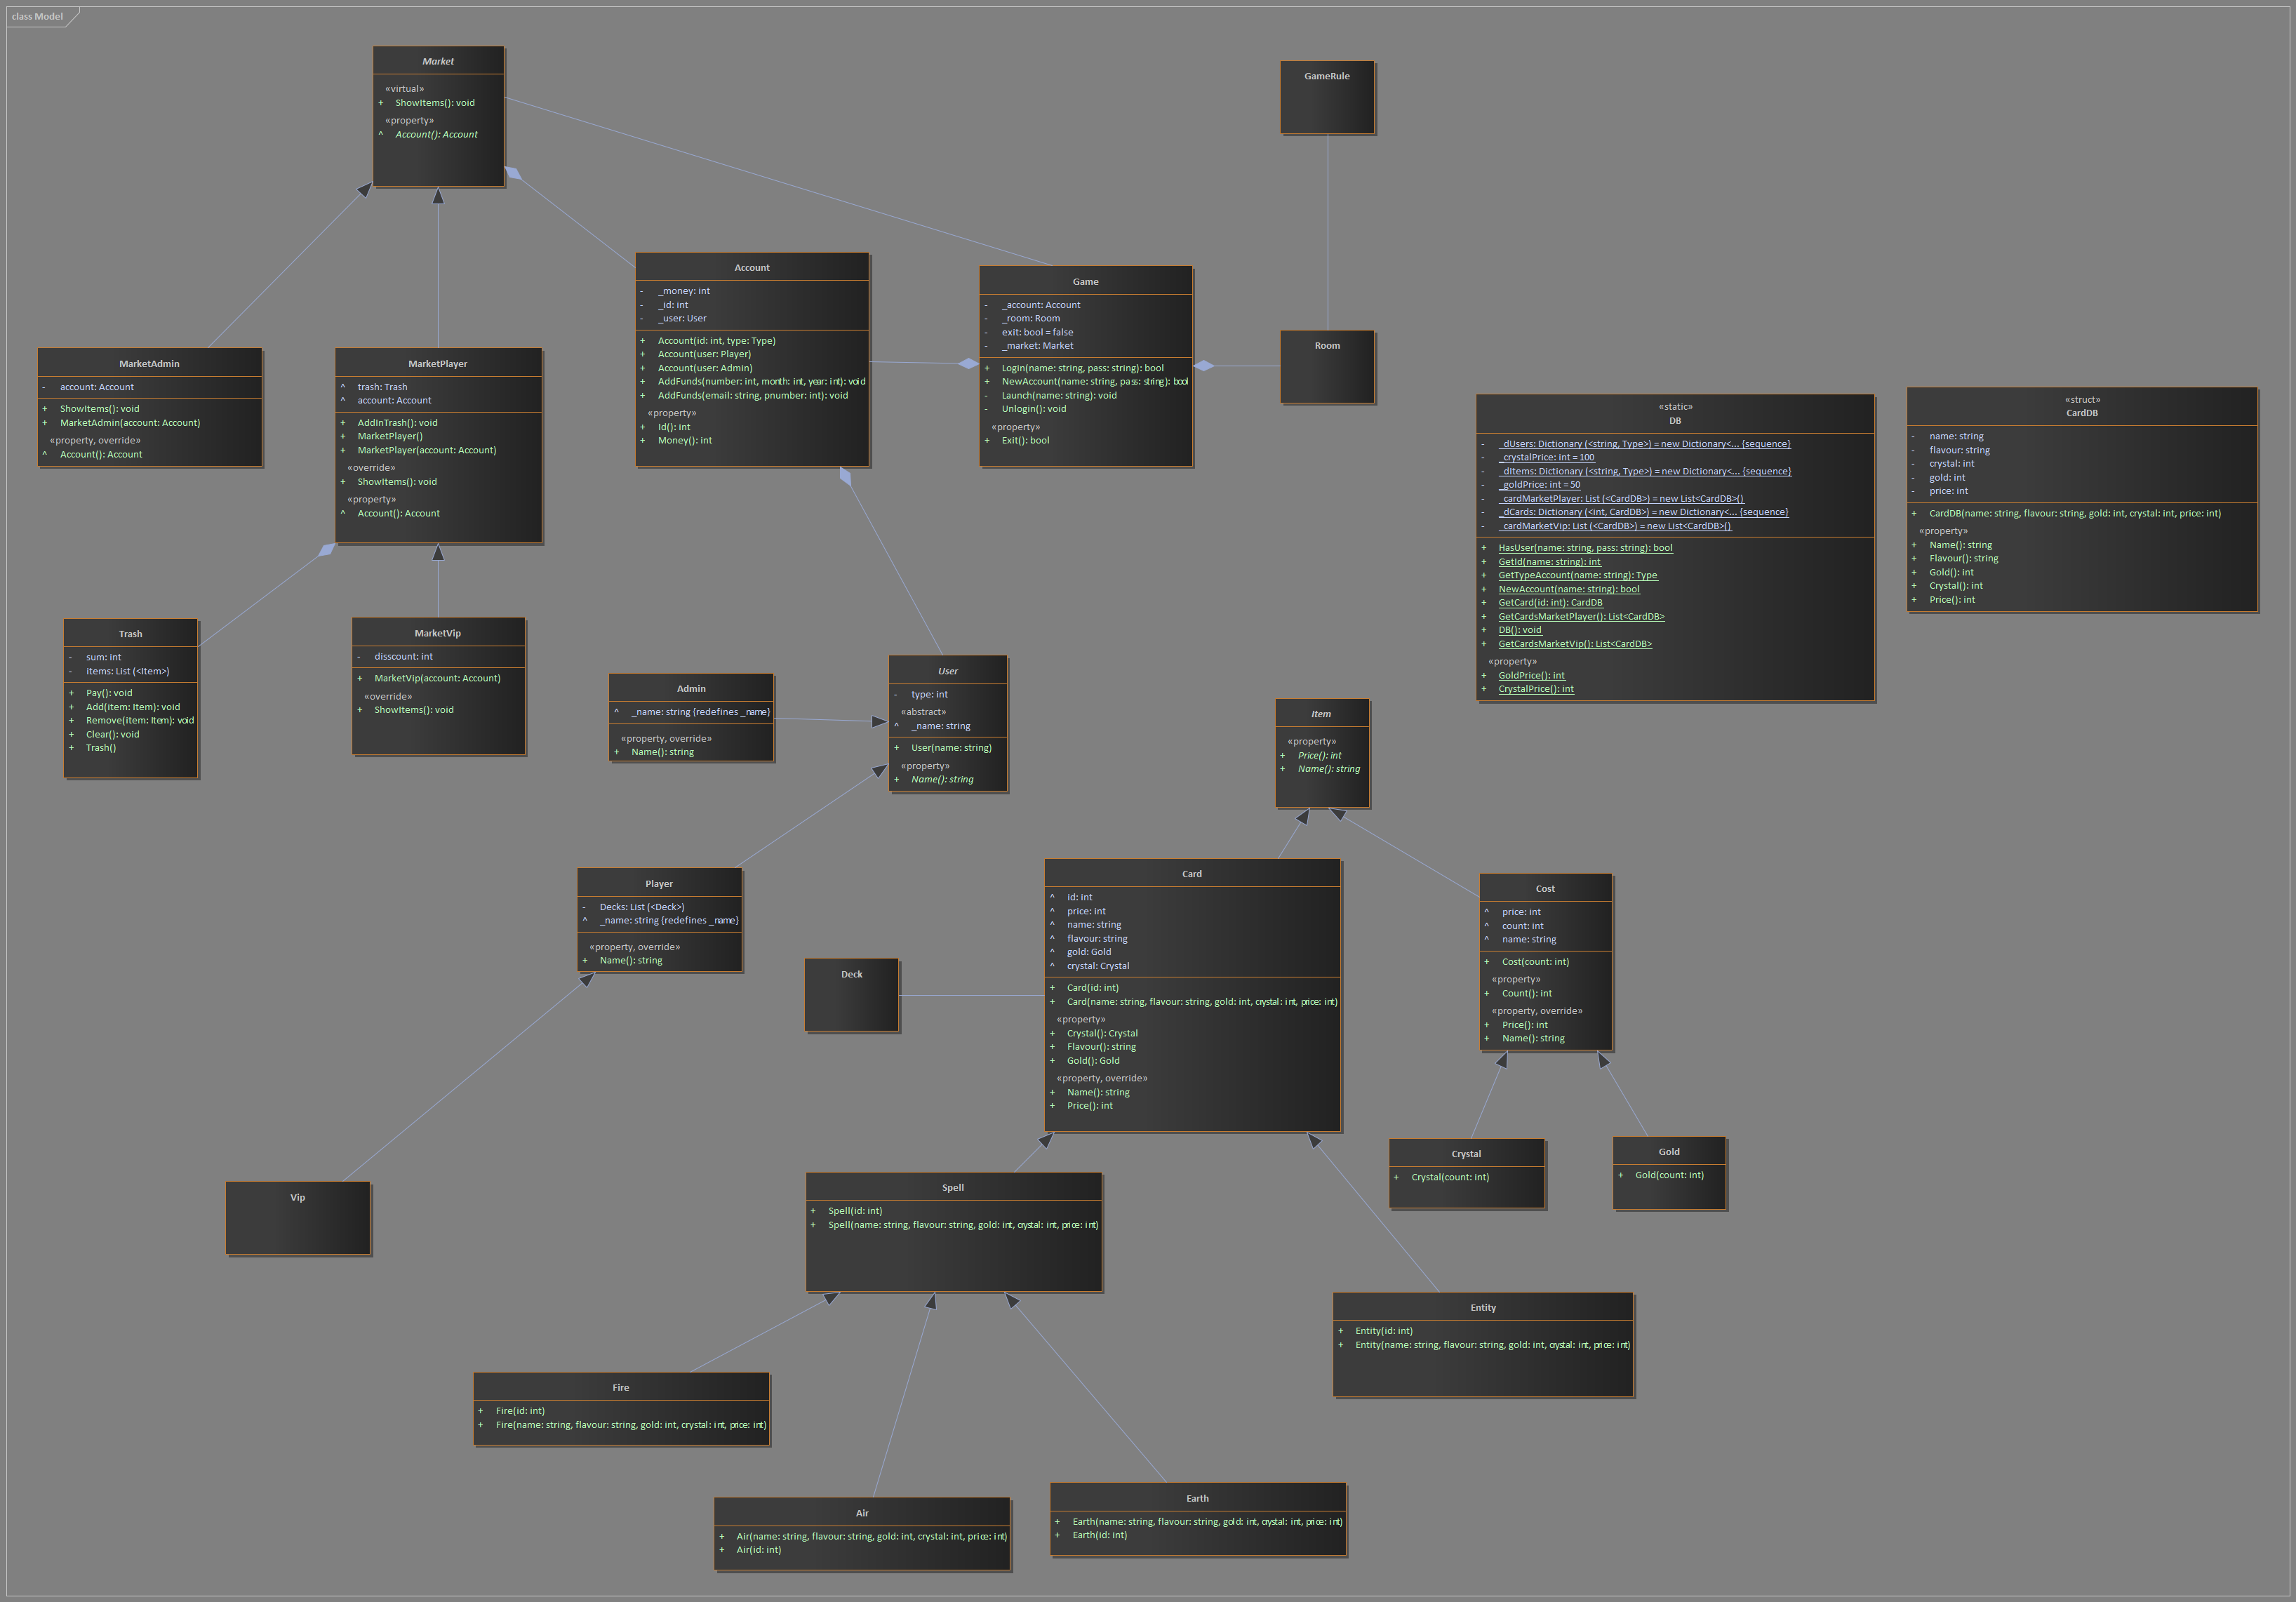 class Model
Market
«virtual»
+ ShowItems(): void
«property»
^ Account(): Account
GameRule
Account
- _money: int
- _id: int
- _user: User
+ Account(id: int, type: Type)
+ Account(user: Player)
+ Account(user: Admin)
+ AddFunds(number: int, month: int, year: int): void
+ AddFunds(email: string, pnumber: int): void
«property»
+ Id(): int
+ Money(): int
Game
- _account: Account
- _room: Room
- exit: bool = false
- _market: Market
+ Login(name: string, pass: string): bool
+ NewAccount(name: string, pass: string): bool
- Launch(name: string): void
- Unlogin(): void
«property»
+ Exit(): bool
Room
MarketAdmin
- account: Account
+ ShowItems(): void
+ MarketAdmin(account: Account)
«property, override»
^ Account(): Account
MarketPlayer
^ trash: Trash
^ account: Account
+ AddInTrash(): void
+ MarketPlayer()
+ MarketPlayer(account: Account)
«override»
+ ShowItems(): void
«property»
^ Account(): Account
«static»
DB
- _dUsers: Dictionary (<string, Type>) = new Dictionary<... {sequence}
- _crystalPrice: int = 100
- _dItems: Dictionary (<string, Type>) = new Dictionary<... {sequence}
- _goldPrice: int = 50
- _cardMarketPlayer: List (<CardDB>) = new List<CardDB>()
- _dCards: Dictionary (<int, CardDB>) = new Dictionary<... {sequence}
- _cardMarketVip: List (<CardDB>) = new List<CardDB>()
+ HasUser(name: string, pass: string): bool
+ GetId(name: string): int
+ GetTypeAccount(name: string): Type
+ NewAccount(name: string): bool
+ GetCard(id: int): CardDB
+ GetCardsMarketPlayer(): List<CardDB>
+ DB(): void
+ GetCardsMarketVip(): List<CardDB>
«property»
+ GoldPrice(): int
+ CrystalPrice(): int
«struct»
CardDB
- name: string
- flavour: string
- crystal: int
- gold: int
- price: int
+ CardDB(name: string, flavour: string, gold: int, crystal: int, price: int)
«property»
+ Name(): string
+ Flavour(): string
+ Gold(): int
+ Crystal(): int
+ Price(): int
Trash
- sum: int
- items: List (<Item>)
+ Pay(): void
+ Add(item: Item): void
+ Remove(item: Item): void
+ Clear(): void
+ Trash()
MarketVip
- disscount: int
+ MarketVip(account: Account)
«override»
+ ShowItems(): void
Admin
^ _name: string {redefines _name}
«property, override»
+ Name(): string
User
- type: int
«abstract»
^ _name: string
+ User(name: string)
«property»
+ Name(): string
Item
«property»
+ Price(): int
+ Name(): string
Player
- Decks: List (<Deck>)
^ _name: string {redefines _name}
«property, override»
+ Name(): string
Deck
Card
^ id: int
^ price: int
^ name: string
^ flavour: string
^ gold: Gold
^ crystal: Crystal
+ Card(id: int)
+ Card(name: string, flavour: string, gold: int, crystal: int, price: int)
«property»
+ Crystal(): Crystal
+ Flavour(): string
+ Gold(): Gold
«property, override»
+ Name(): string
+ Price(): int
Cost
^ price: int
^ count: int
^ name: string
+ Cost(count: int)
«property»
+ Count(): int
«property, override»
+ Price(): int
+ Name(): string
Crystal
+ Crystal(count: int)
Gold
+ Gold(count: int)
Vip
Spell
+ Spell(id: int)
+ Spell(name: string, flavour: string, gold: int, crystal: int, price: int)
Entity
+ Entity(id: int)
+ Entity(name: string, flavour: string, gold: int, crystal: int, price: int)
Fire
+ Fire(id: int)
+ Fire(name: string, flavour: string, gold: int, crystal: int, price: int)
Air
+ Air(name: string, flavour: string, gold: int, crystal: int, price: int)
+ Air(id: int)
Earth
+ Earth(name: string, flavour: string, gold: int, crystal: int, price: int)
+ Earth(id: int)